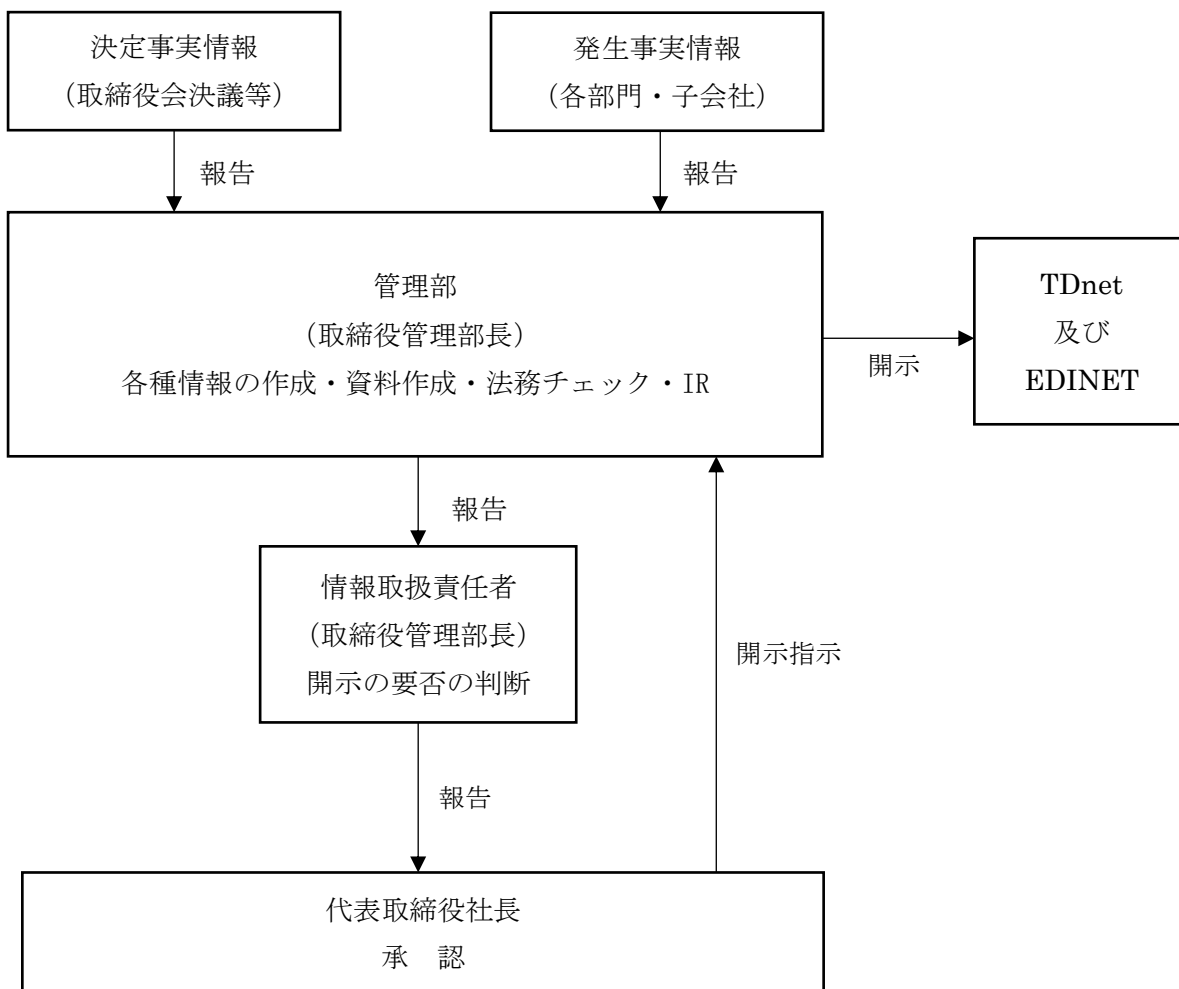 決定事実情報
（取締役会決議等）
発生事実情報
（各部門・子会社）
報告
報告
管理部
（取締役管理部長）
各種情報の作成・資料作成・法務チェック・IR
TDnet
及び
EDINET
開示
報告
情報取扱責任者
（取締役管理部長）
開示の要否の判断
開示指示
報告
代表取締役社長
承　認